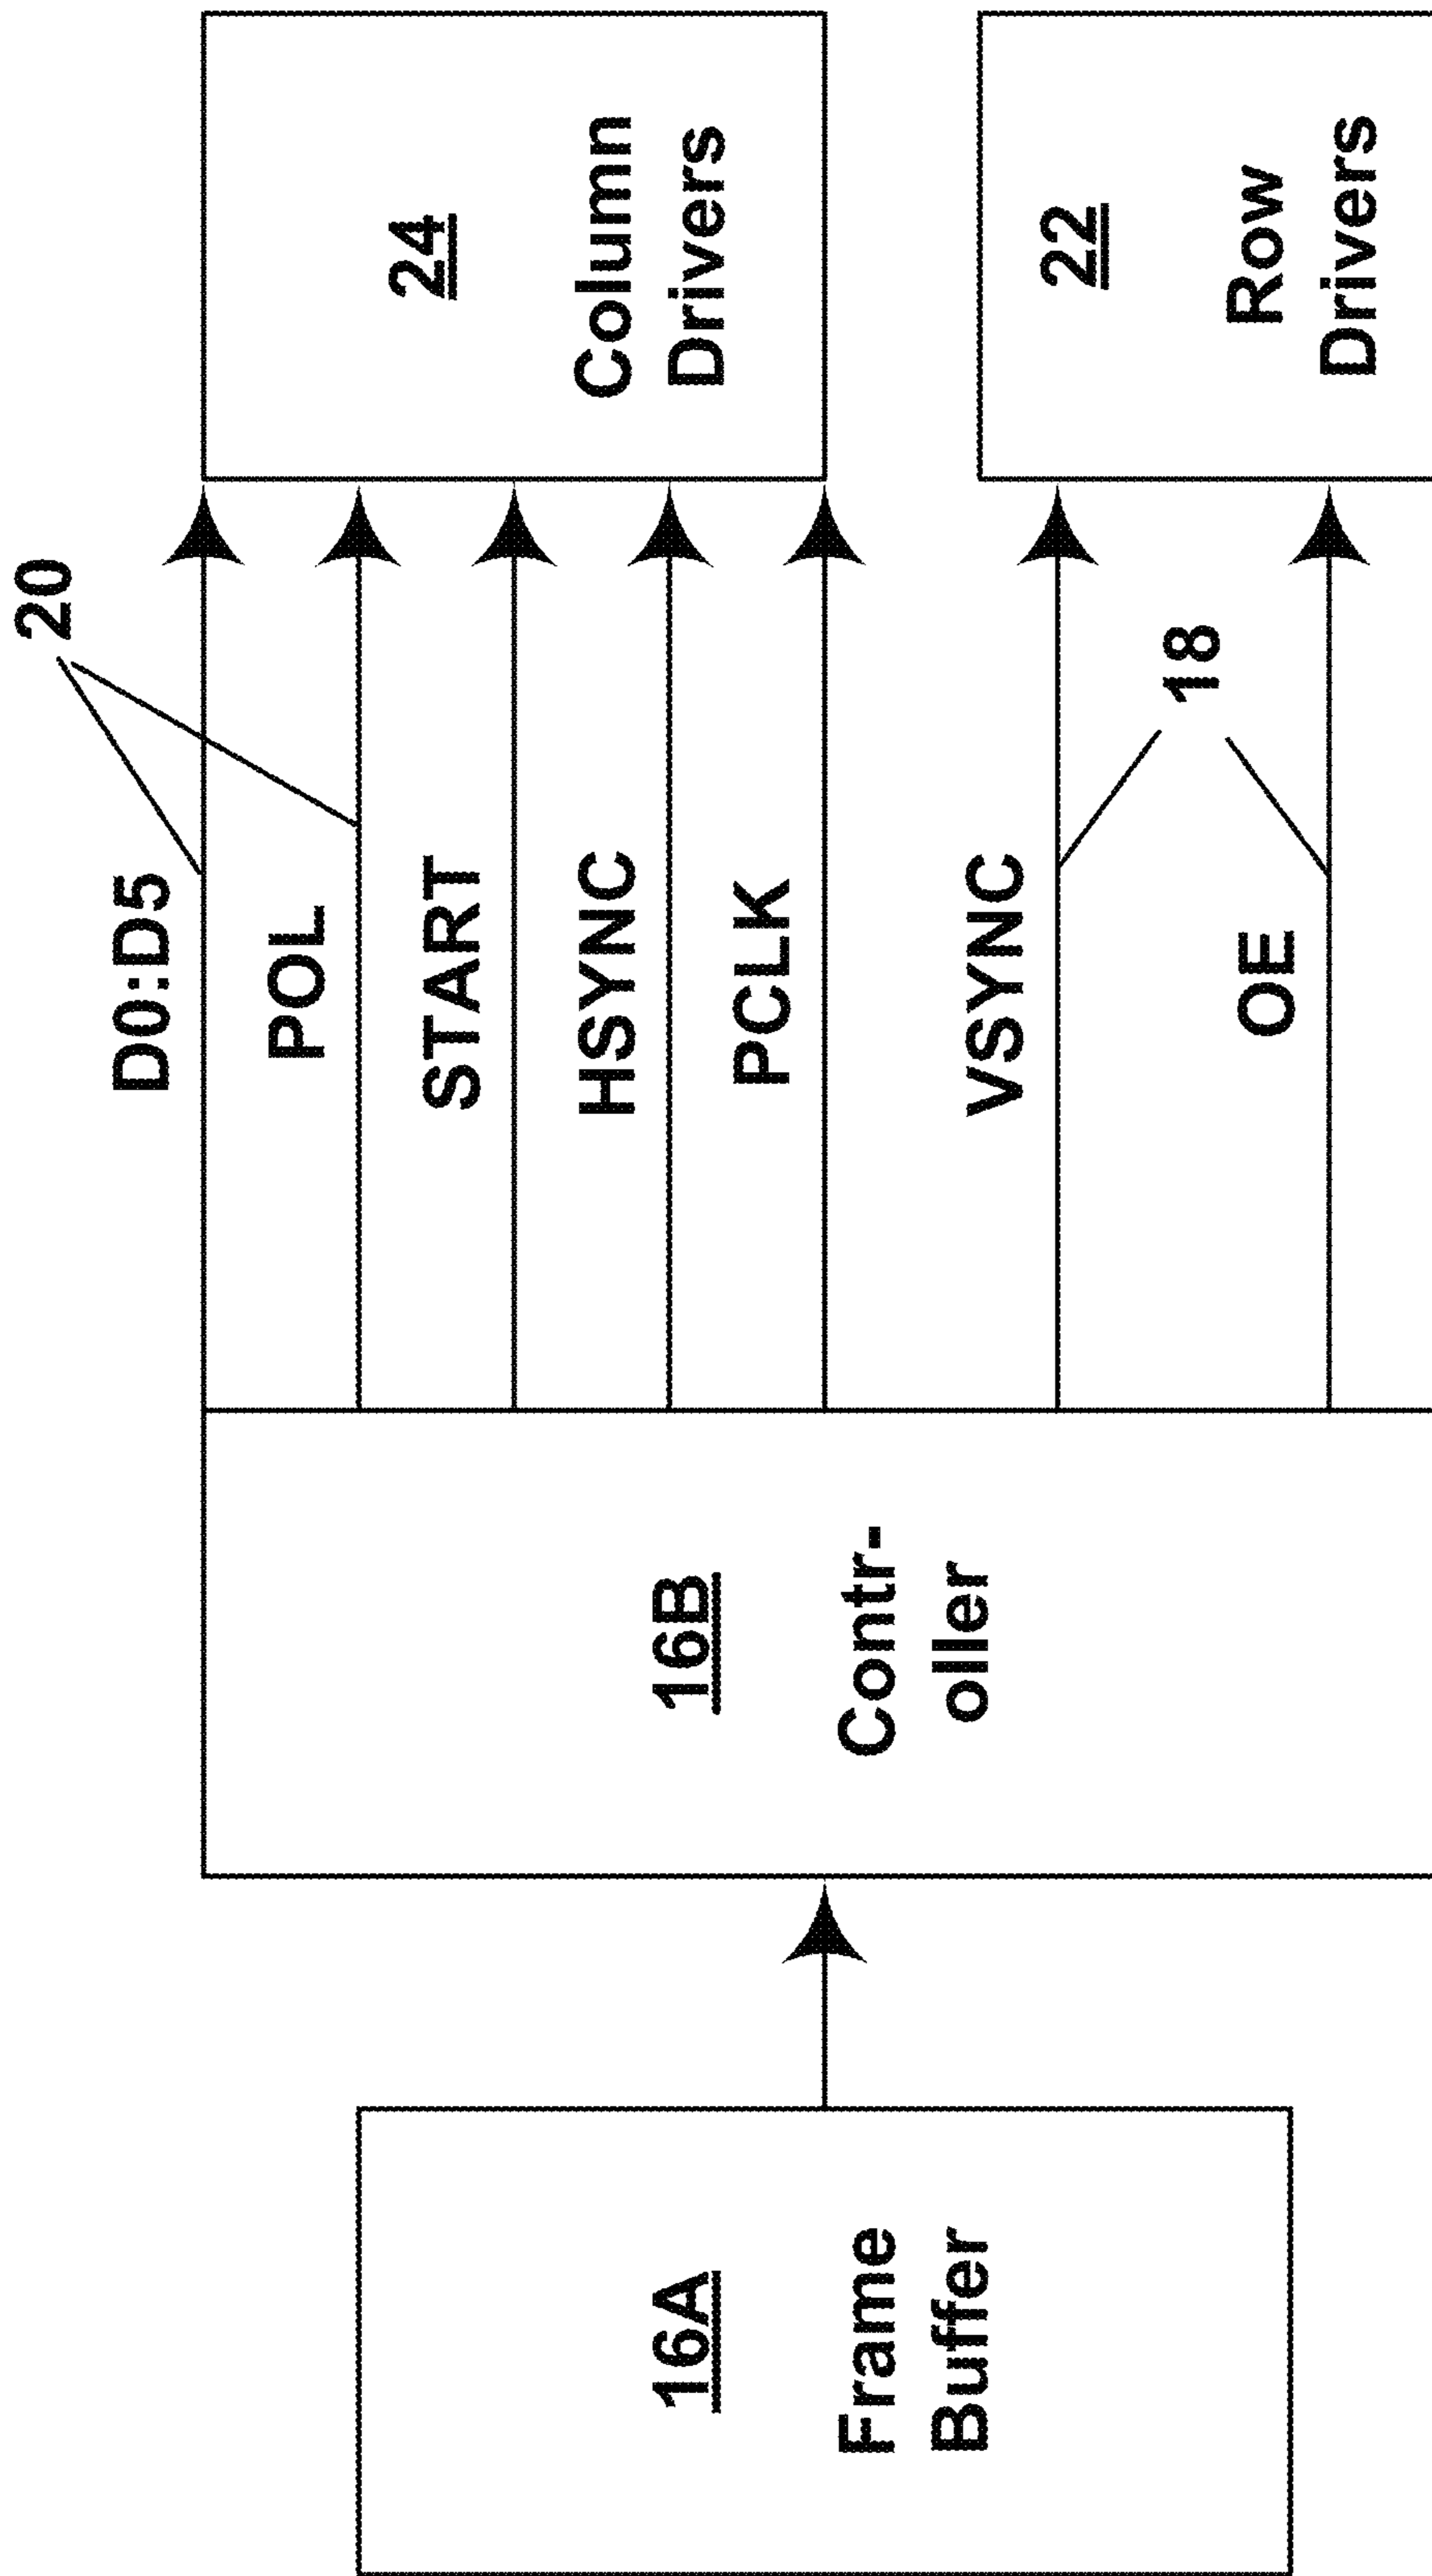 16A
Frame
Buffer
16B
Contr-
oller
20
D0:D5
POL
START
HSYNC
PCLK
VSYNC
18
OE
24
Column
Drivers
22
Row
Drivers